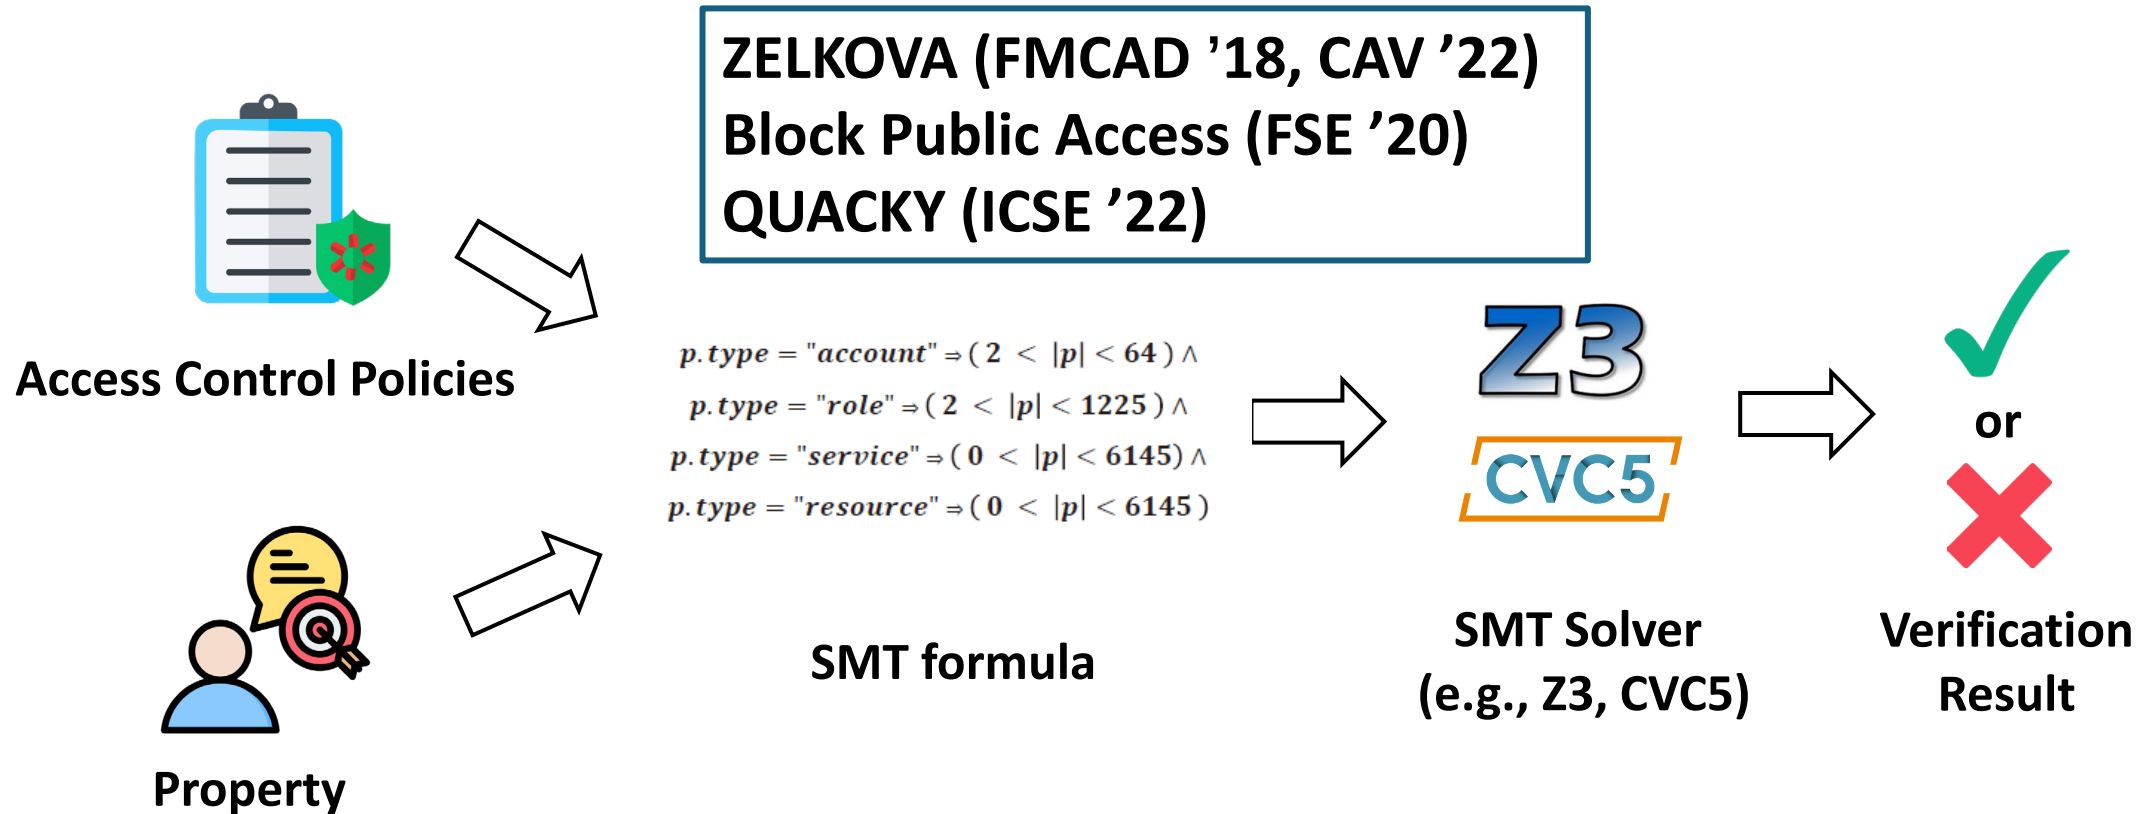 ZELKOVA (FMCAD ’18, CAV ’22)
Block Public Access (FSE ’20)
QUACKY (ICSE ’22)
Access Control Policies
Property
p.type = "account" ⇒ ( 2 < |p| < 64 ) ∧
p.type = "role" ⇒ ( 2 < |p| < 1225 ) ∧
p.type = "service" ⇒ ( 0 < |p| < 6145) ∧
p.type = "resource" ⇒ ( 0 < |p| < 6145 )
SMT formula
Z3
CVC5
SMT Solver
(e.g., Z3, CVC5)
or
Verification
Result